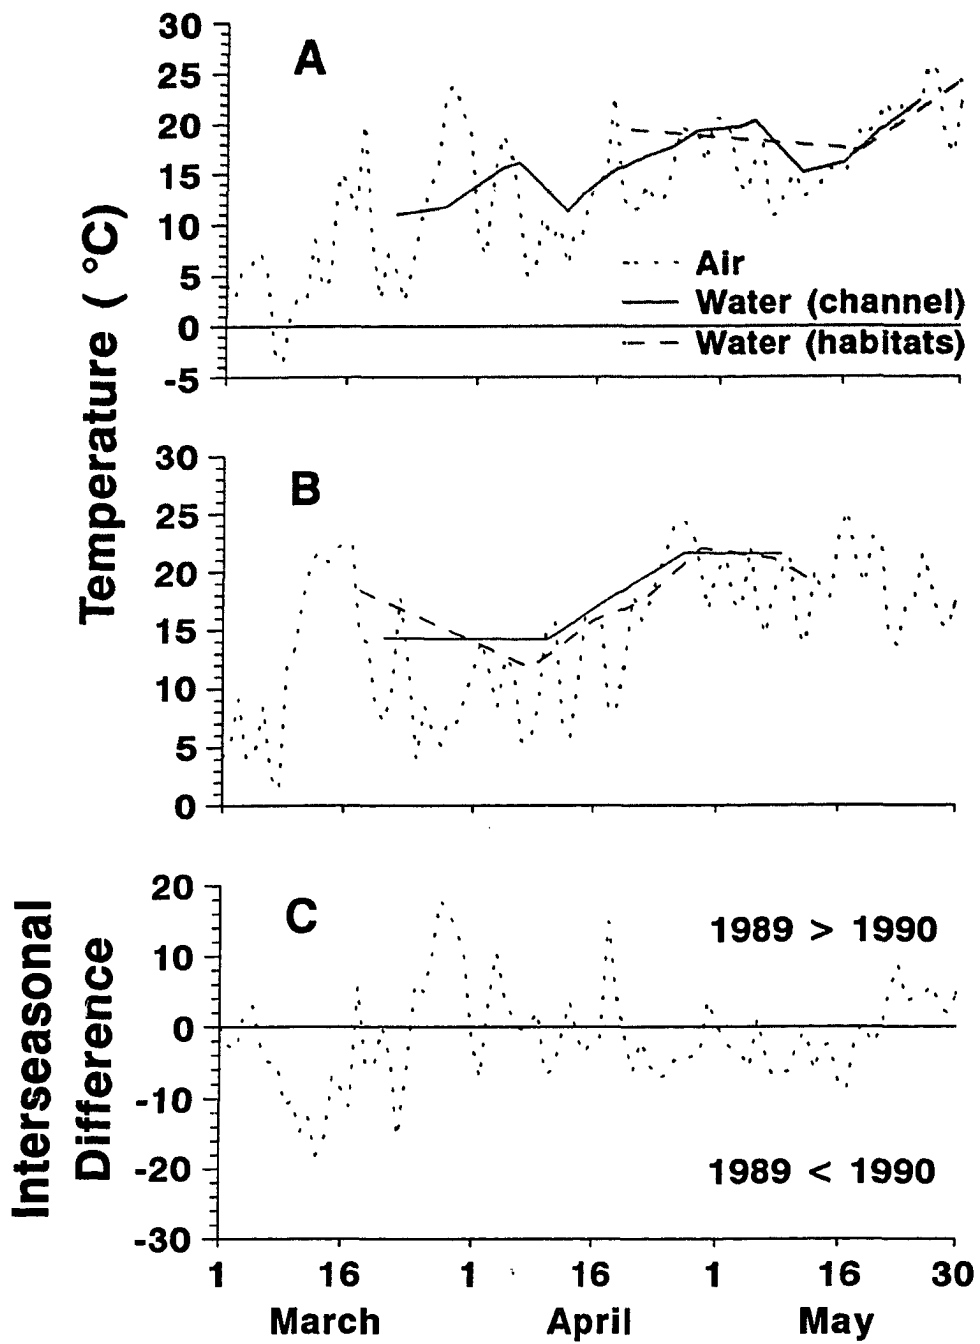 A
30
25
20
15
10
5
0
-5
Air
Water (channel)
Water (habitats)
Temperature ( °C)
B
30
25
20
15
10
5
0
C
20
10
0
-10
-20
-30
1989 > 1990
1989 < 1990
Interseasonal
Difference
1 16 1 16 1 16 30
March April May